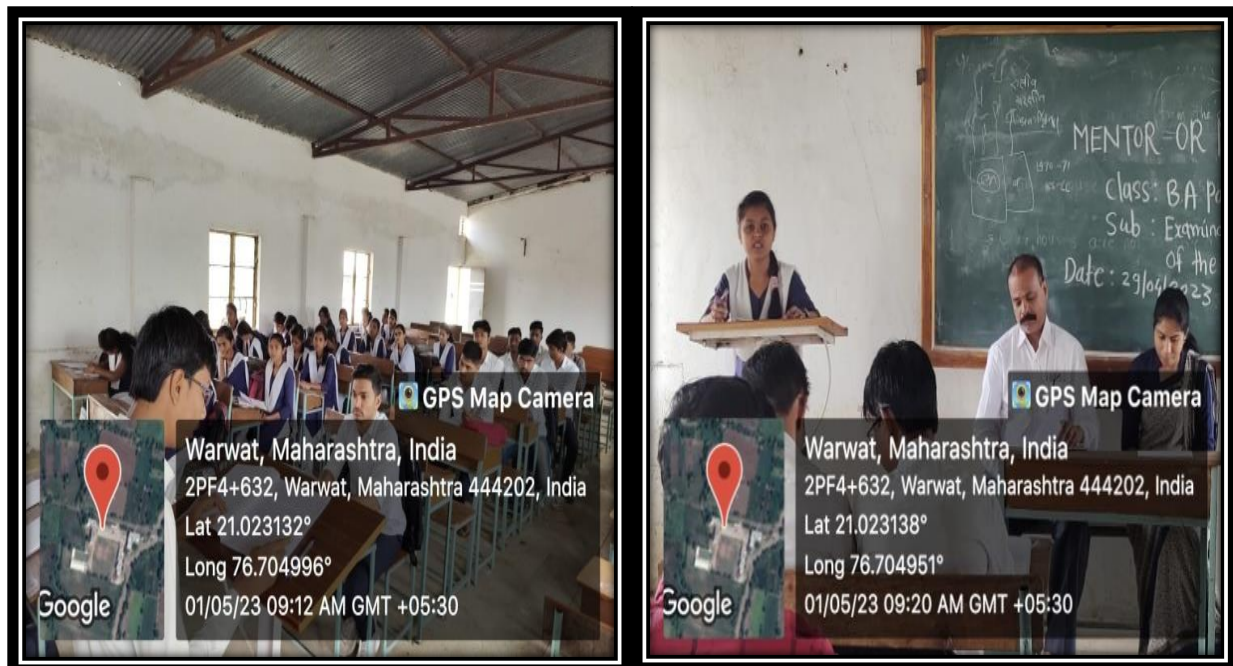 GPS Map Camera
Warwat, Maharashtra, India
2PF4+632, Warwat, Maharashtra 444202, India
Lat 21.023132°
Long 76.704996°
01/05/23 09:12 AM GMT +05:30
Google
MENTOR-OR
Class: BA Pa
Sub: Examin
of the
Date: 29/04/2023
GPS Map Camera
Warwat, Maharashtra, India
2PF4+632, Warwat, Maharashtra 444202, India
Lat 21.023138°
Long 76.704951°
01/05/23 09:20 AM GMT +05:30
Google